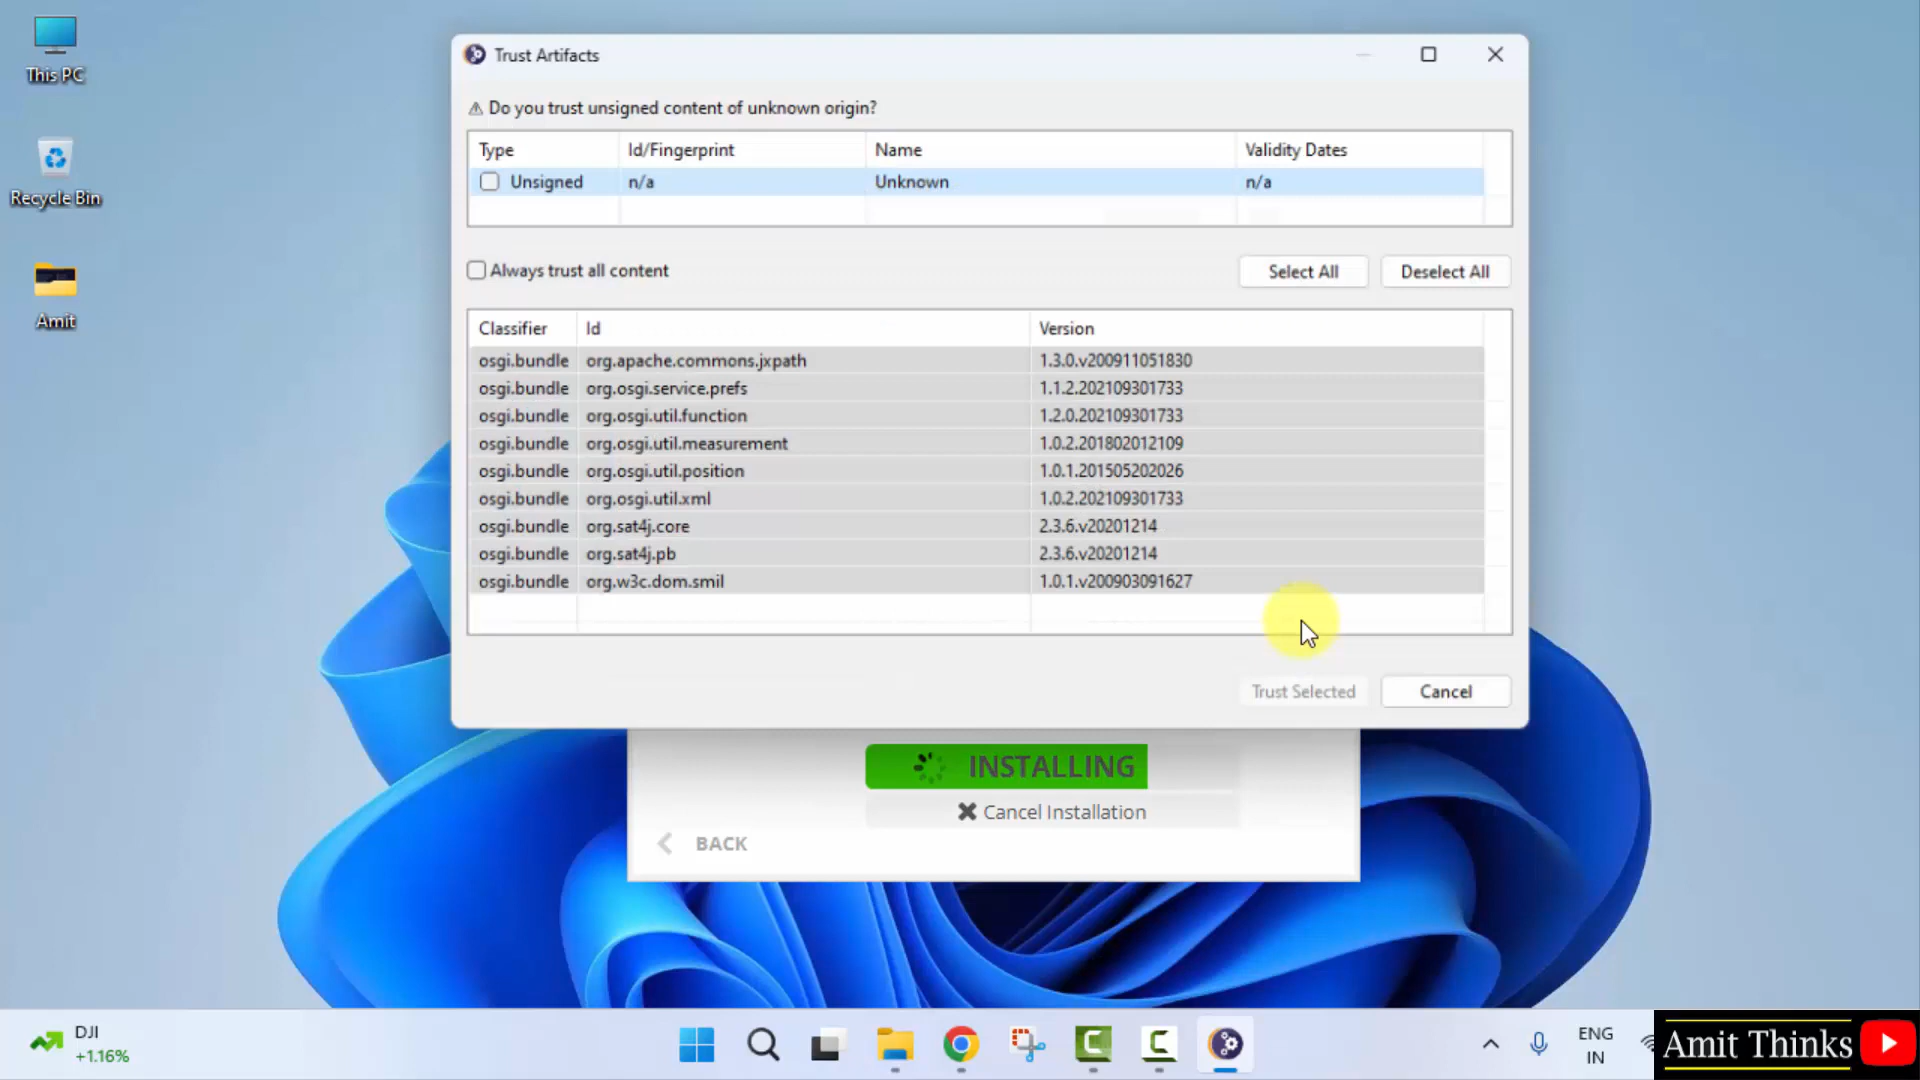 This PC
Recycle Bin
Amit
Trust Artifacts
Do you trust unsigned content of unknown origin?
Type Id/Fingerprint Name Validity Dates
Unsigned n/a Unknown n/a
Always trust all content
Select All
Deselect All
Classifier Id Version
osgi.bundle org.apache.commons.jxpath 1.3.0.v200911051830
osgi.bundle org.osgi.service.prefs 1.1.2.202109301733
osgi.bundle org.osgi.util.function 1.2.0.202109301733
osgi.bundle org.osgi.util.measurement 1.0.2.201802012109
osgi.bundle org.osgi.util.position 1.0.1.201505202026
osgi.bundle org.osgi.util.xml 1.0.2.202109301733
osgi.bundle org.sat4j.core 2.3.6.v20201214
osgi.bundle org.sat4j.pb 2.3.6.v20201214
osgi.bundle org.w3c.dom.smil 1.0.1.v200903091627
Trust Selected
Cancel
INSTALLING
Cancel Installation
BACK
DJI
+1.16%
ENG
IN
Amit Thinks